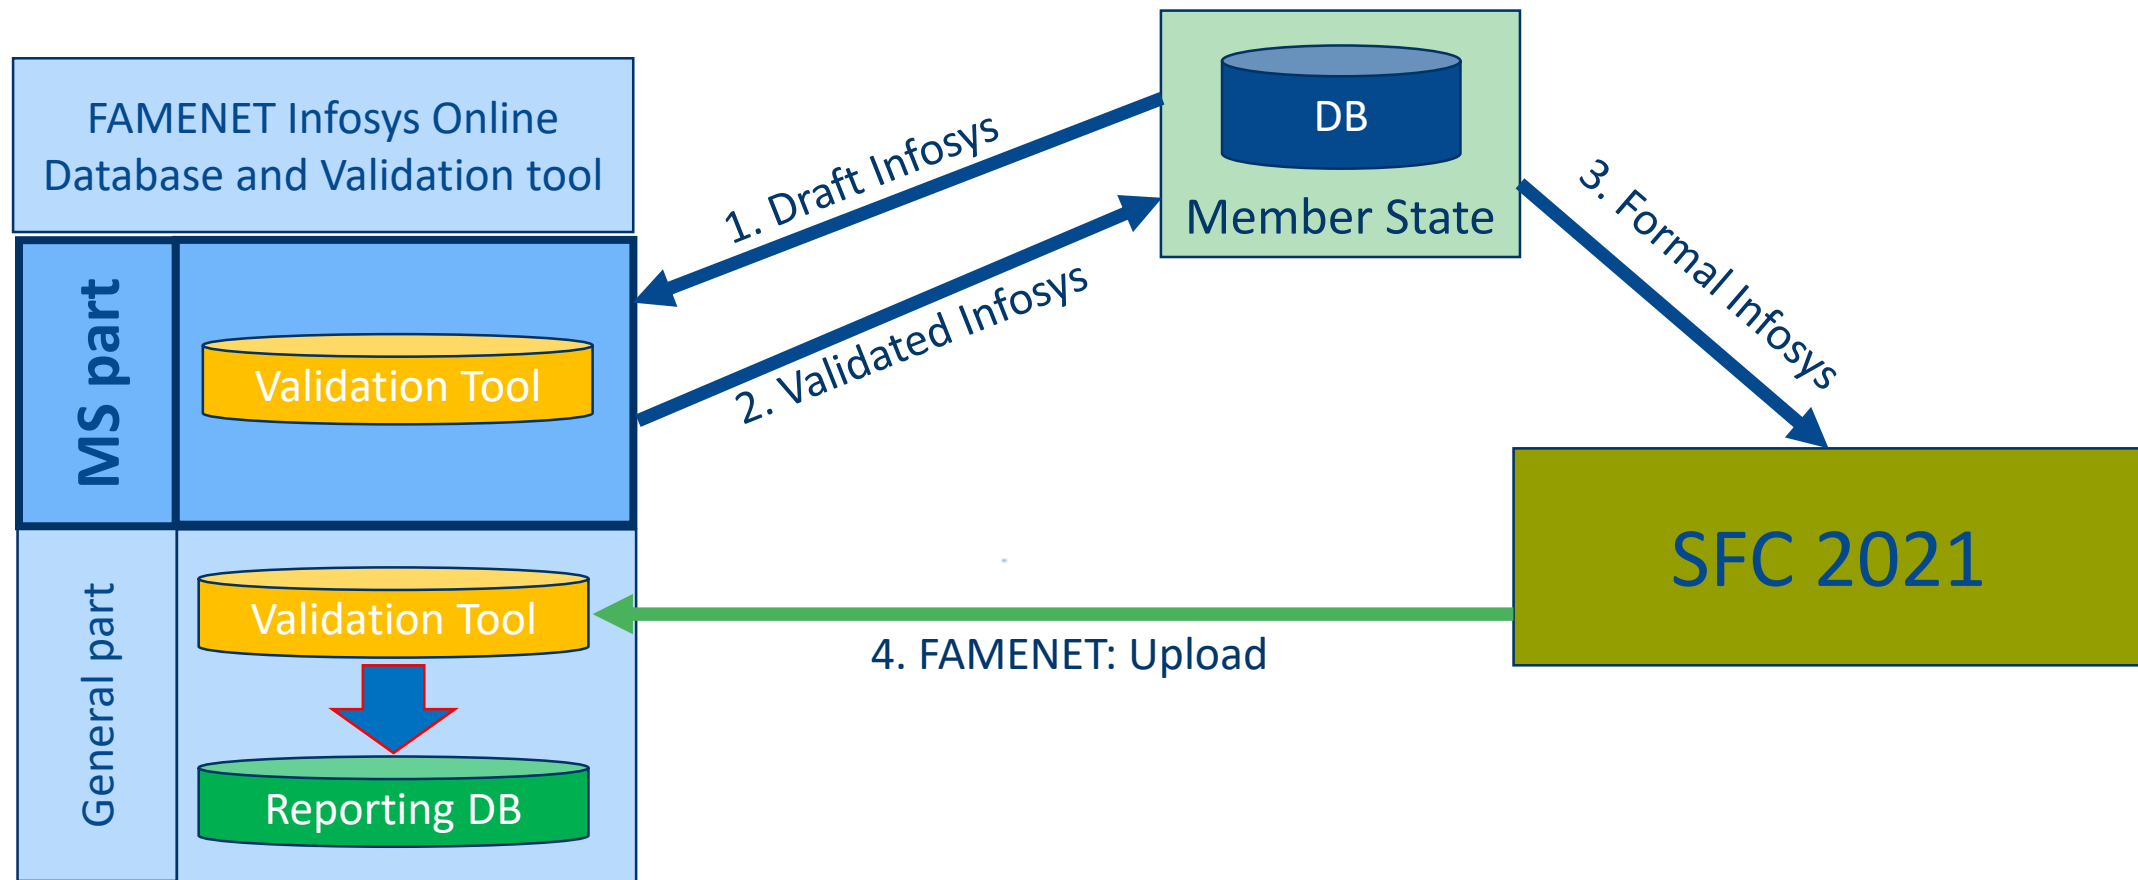 FAMENET Infosys Online
Database and Validation tool
MS part
Validation Tool
General part
Validation Tool
Reporting DB
1. Draft Infosys
2. Validated Infosys
DB
Member State
3. Formal Infosys
SFC 2021
4. FAMENET: Upload